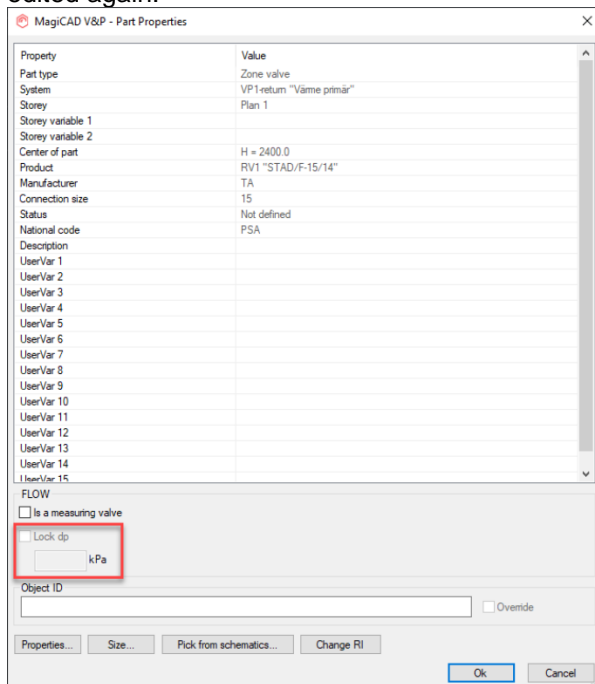 edited again.
MagiCAD V&P - Part Properties
Property Value
Part type Zone valve
System VP1-return "Värme primär"
Storey Plan 1
Storey variable 1
Storey variable 2
Center of part H = 2400.0
Product RV1 "STAD/F-15/14"
Manufacturer TA
Connection size 15
Status Not defined
National code PSA
Description
UserVar 1
UserVar 2
UserVar 3
UserVar 4
UserVar 5
UserVar 6
UserVar 7
UserVar 8
UserVar 9
UserVar 10
UserVar 11
UserVar 12
UserVar 13
UserVar 14
UserVar 15
FLOW
Is a measuring valve
Lock dp
kPa
Object ID
Override
Properties... Size... Pick from schematics... Change RI
Ok Cancel